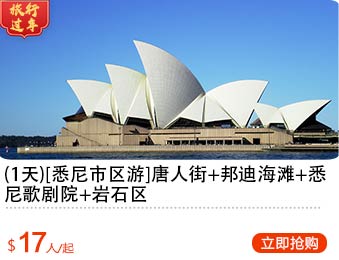 旅行
过年
(1天)[悉尼市区游]唐人街+邦迪海滩+悉
尼歌剧院+岩石区
$17人/起
立即抢购